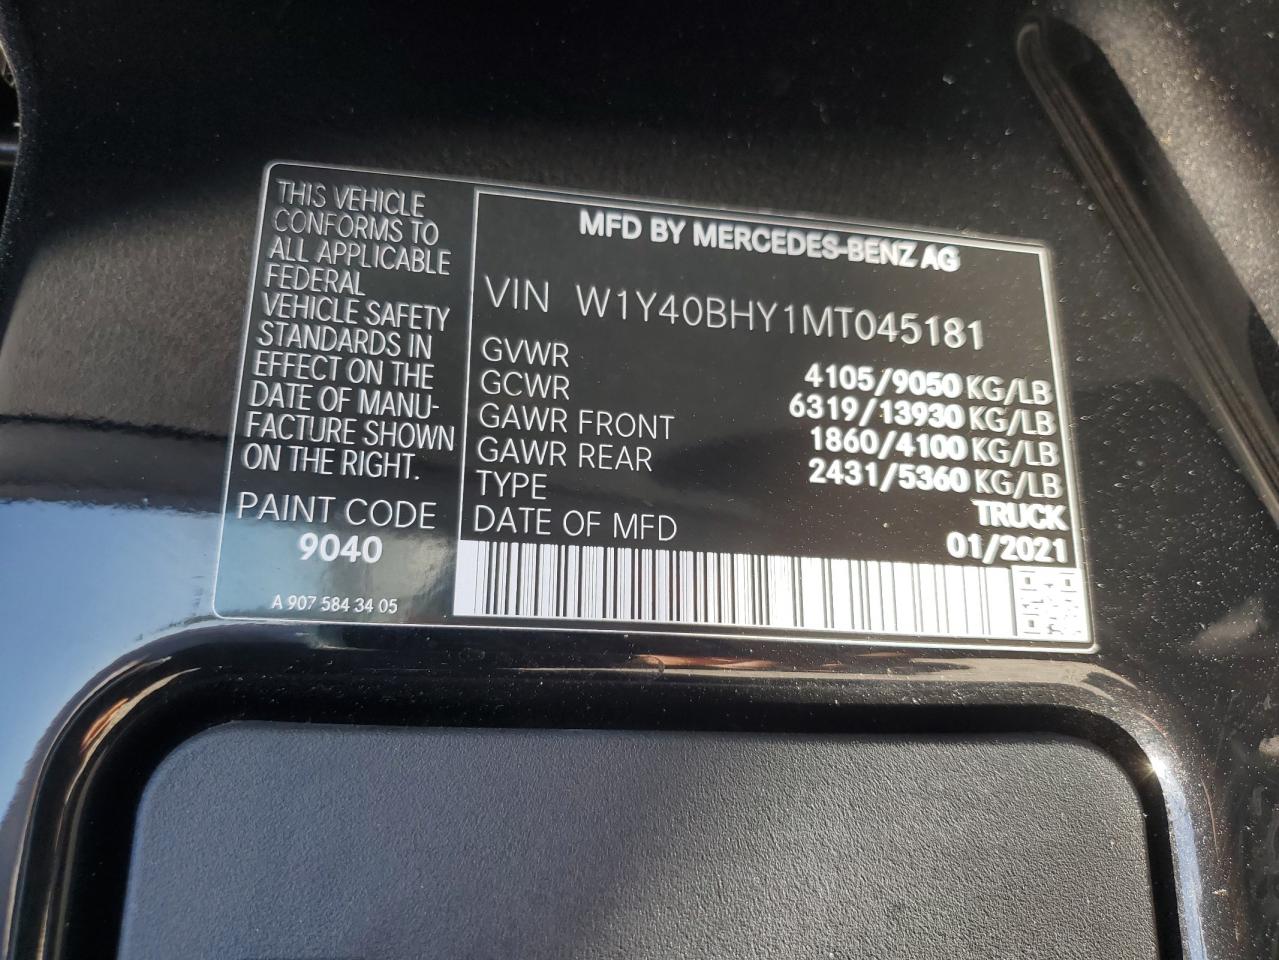 THIS VEHICLE
CONFORMS TO
ALL APPLICABLE
FEDERAL
VEHICLE SAFETY
STANDARDS IN
EFFECT ON THE
DATE OF MANU-
FACTURE SHOWN
ON THE RIGHT.
PAINT CODE
9040
A 907 584 34 05
MFD BY MERCEDES-BENZ AG
VIN W1Y40BHY1MT045181
GVWR 4105/9050 KG/LB
GCWR 6319/13930 KG/LB
GAWR FRONT 1860/4100 KG/LB
GAWR REAR 2431/5360 KG/LB
TYPE TRUCK
DATE OF MFD 01/2021